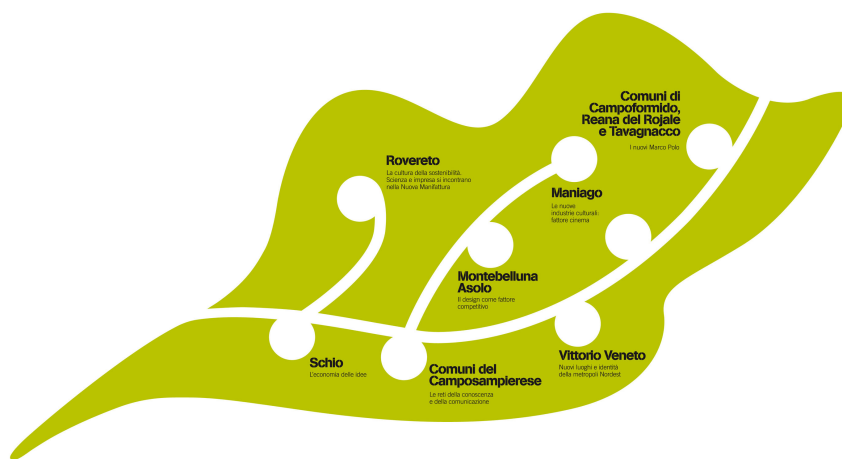 Comuni di
Campoformido,
Reana del Rojale
e Tavagnacco
I nuovi Marco Polo
Rovereto
La cultura della sostenibilità.
Scienza e impresa si incontrano
nella Nuova Manifattura
Maniago
Le nuove
industrie culturali:
fattore cinema
Montebelluna
Asolo
Il design come fattore
competitivo
Schio
L'economia delle idee
Comuni del
Camposampierese
Le reti della conoscenza
e della comunicazione
Vittorio Veneto
Nuovi luoghi e identità
della metropoli Nordest